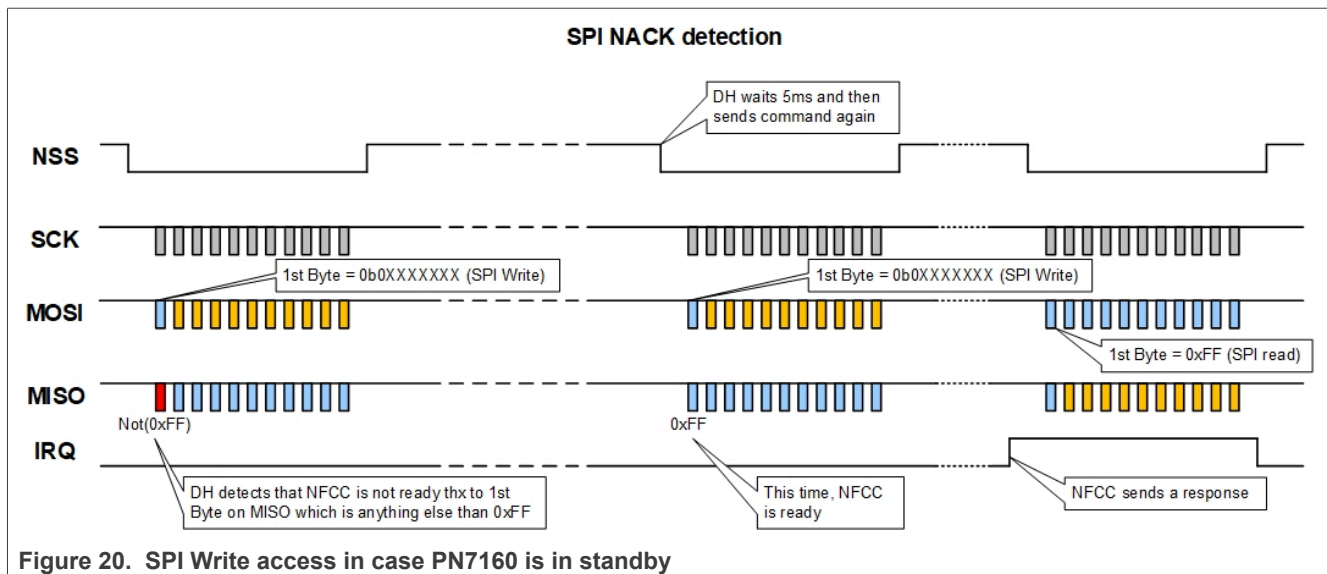 SPI NACK detection
DH waits 5ms and then
sends command again
NSS
SCK
1st Byte = 0b0XXXXXXX (SPI Write)
1st Byte = 0b0XXXXXXX (SPI Write)
MOSI
1st Byte = 0xFF (SPI read)
MISO
Not(0xFF)
0xFF
IRQ
DH detects that NFCC is not ready thx to 1st
Byte on MISO which is anything else than 0xFF
This time, NFCC
is ready
NFCC sends a response
Figure 20. SPI Write access in case PN7160 is in standby